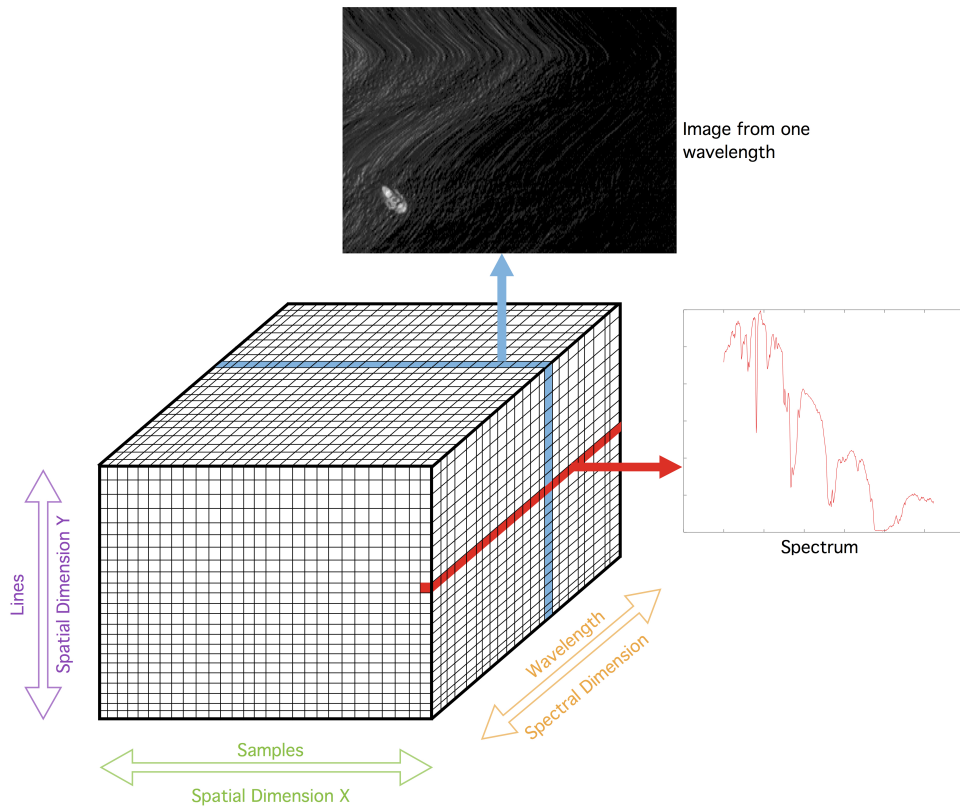 Image from one
wavelength
Spectrum
Lines
Spatial Dimension Y
Wavelength
Spectral Dimension
Samples
Spatial Dimension X